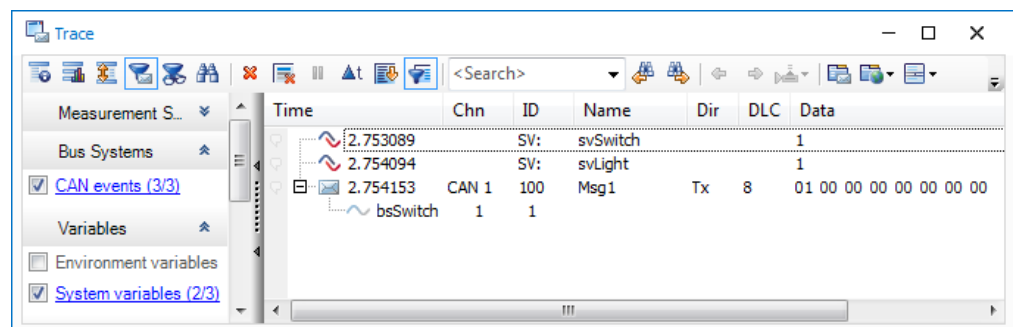 Trace
<Search>
Measurement S...
Bus Systems
CAN events (3/3)
Variables
Environment variables
System variables (2/3)
Time Chn ID Name Dir DLC Data
2.753089 SV: svSwitch 1
2.754094 SV: svLight 1
2.754153 CAN 1 100 Msg1 Tx 8 01 00 00 00 00 00 00 00
bsSwitch 1 1